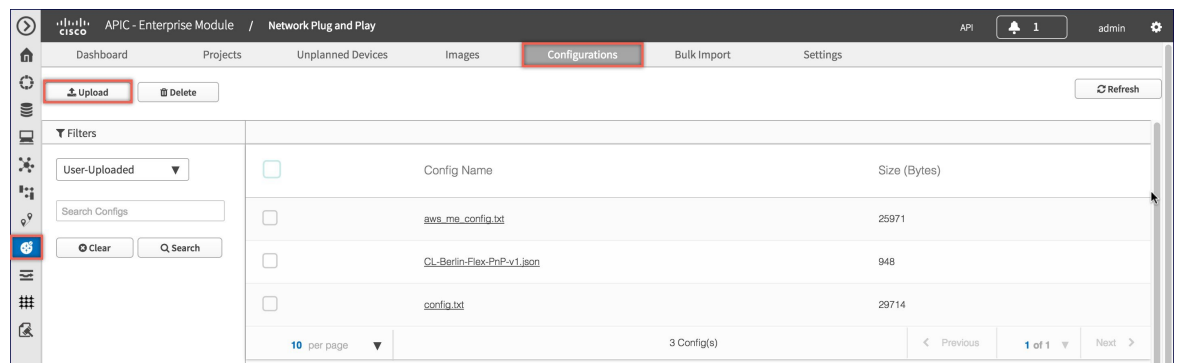 CISCO APIC - Enterprise Module / Network Plug and Play API 1 admin
Dashboard Projects Unplanned Devices Images Configurations Bulk Import Settings
Upload Delete Refresh
Filters
User-Uploaded
Config Name Size (Bytes)
Search Configs
aws_me_config.txt 25971
Clear Search
CL-Berlin-Flex-PnP-v1.json 948
config.txt 29714
10 per page 3 Config(s) Previous 1 of 1 Next